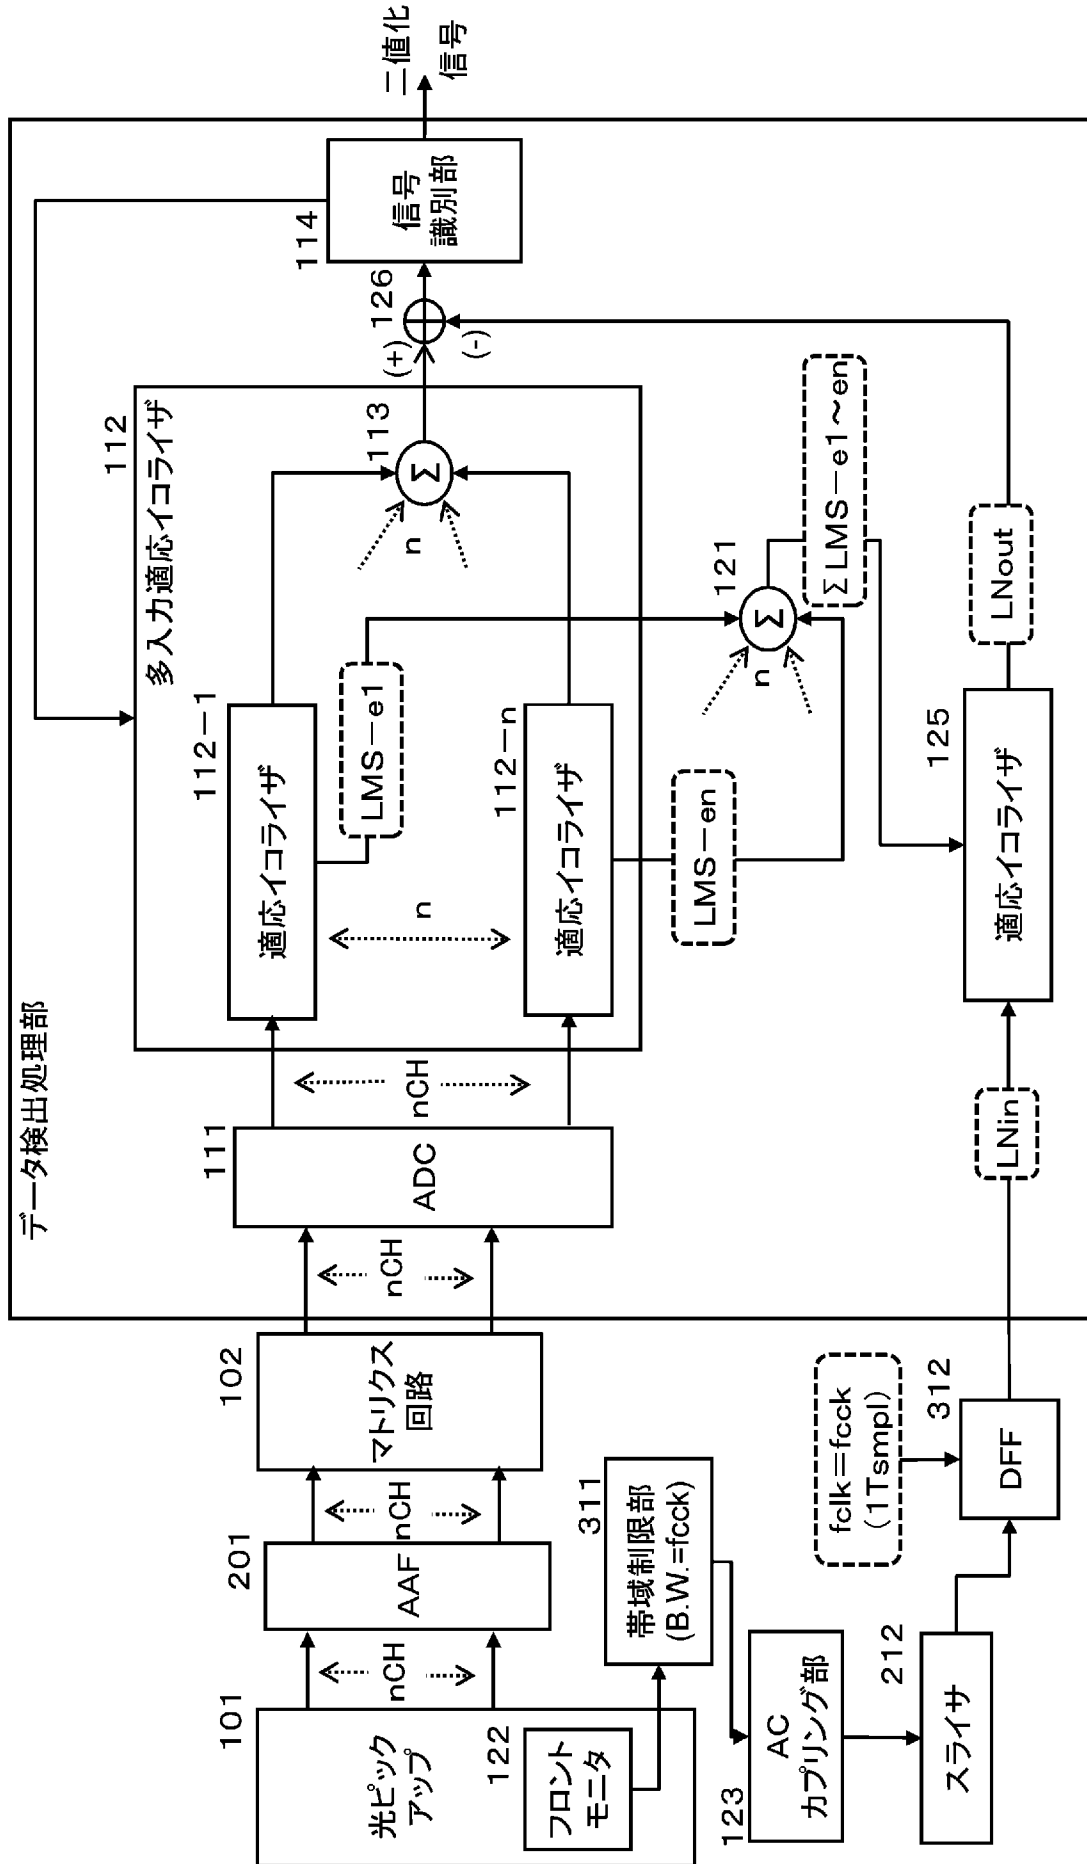 データ検出処理部
101
光ピック
アップ
122
フロント
モニタ
nCH
201
AAF
nCH
102
マトリクス
回路
nCH
111
ADC
nCH
112
多入力適応イコライザ
112-1
適応イコライザ
n
112-n
適応イコライザ
LMS-e1
LMS-en
n
113
Σ
(+)
(-)
126
114
信号
識別部
二値化
信号
n
121
Σ
ΣLMS-e1~en
311
帯域制限部
(B.W.=fcck)
123
AC
カプリング部
212
スライサ
fclk=fcck
(1Tsmpl)
312
DFF
LNin
125
適応イコライザ
LNout